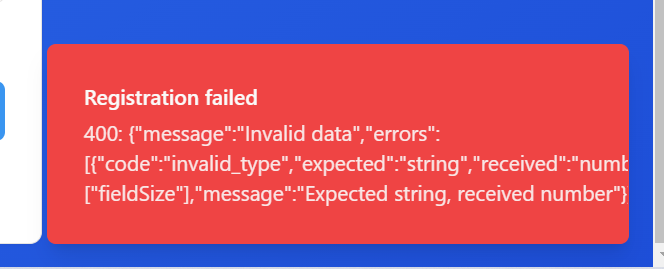 Registration failed
400: {"message":"Invalid data","errors":
[{"code":"invalid_type","expected":"string","received":"numb
["fieldSize"],"message":"Expected string, received number"}